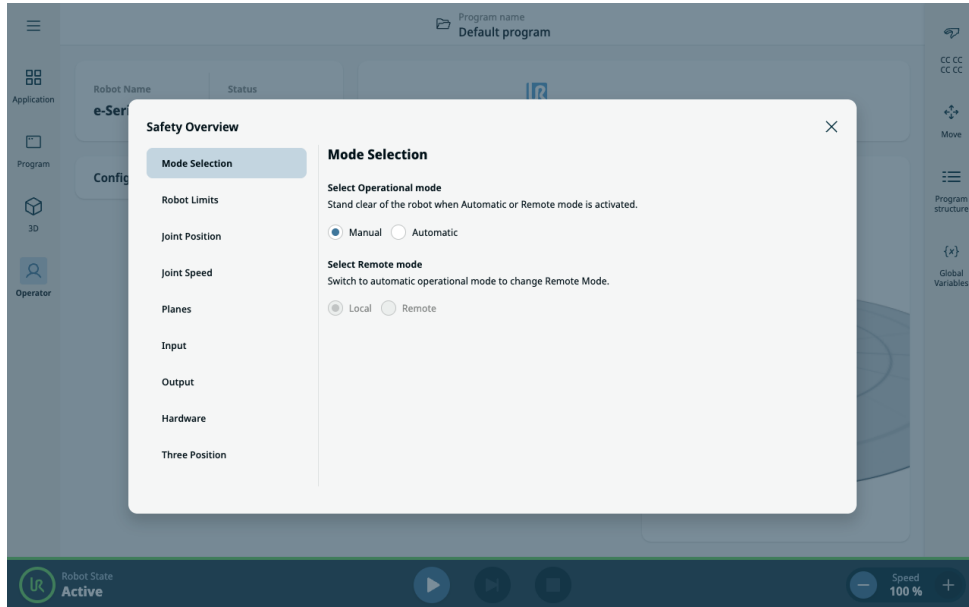 Program name
Default program
Application
Program
3D
Operator
Robot Name
Status
e-Seri
Config
Safety Overview
Mode Selection
Robot Limits
Joint Position
Joint Speed
Planes
Input
Output
Hardware
Three Position
Mode Selection
Select Operational mode
Stand clear of the robot when Automatic or Remote mode is activated.
Manual
Automatic
Select Remote mode
Switch to automatic operational mode to change Remote Mode.
Local
Remote
CC CC
CC CC
Move
Program
structure
{x}
Global
Variables
Robot State
Active
Speed
100 %